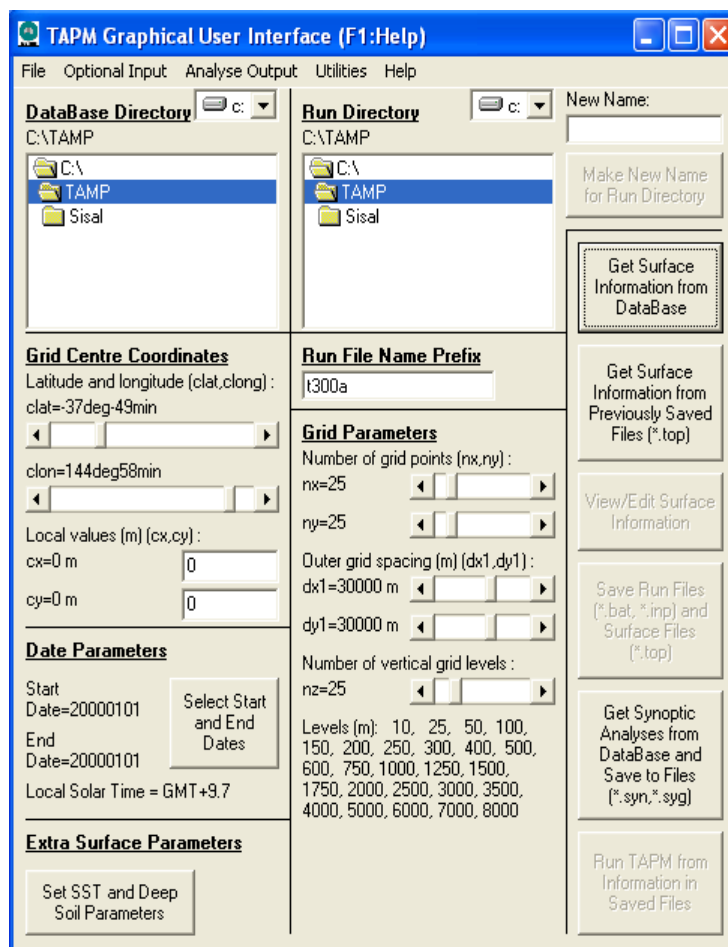 TAPM Graphical User Interface (F1:Help)
File Optional Input Analyse Output Utilities Help
DataBase Directory
c:
C:\TAMP
C:\
TAMP
Sisal
Run Directory
c:
C:\TAMP
C:\
TAMP
Sisal
New Name:
Make New Name
for Run Directory
Grid Centre Coordinates
Latitude and longitude (clat,clong) :
clat=-37deg-49min
clon=144deg58min
Local values (m) (cx,cy) :
cx=0 m
0
cy=0 m
0
Date Parameters
Start
Date=20000101
End
Date=20000101
Select Start
and End
Dates
Local Solar Time = GMT+9.7
Extra Surface Parameters
Set SST and Deep
Soil Parameters
Run File Name Prefix
t300a
Grid Parameters
Number of grid points (nx,ny) :
nx=25
ny=25
Outer grid spacing (m) (dx1,dy1) :
dx1=30000 m
dy1=30000 m
Number of vertical grid levels :
nz=25
Levels (m): 10, 25, 50, 100,
150, 200, 250, 300, 400, 500,
600, 750, 1000, 1250, 1500,
1750, 2000, 2500, 3000, 3500,
4000, 5000, 6000, 7000, 8000
Get Surface
Information from
DataBase
Get Surface
Information from
Previously Saved
Files (*.top)
View/Edit Surface
Information
Save Run Files
(*.bat, *.inp) and
Surface Files
(*.top)
Get Synoptic
Analyses from
DataBase and
Save to Files
(*.syn,*.syg)
Run TAPM from
Information in
Saved Files